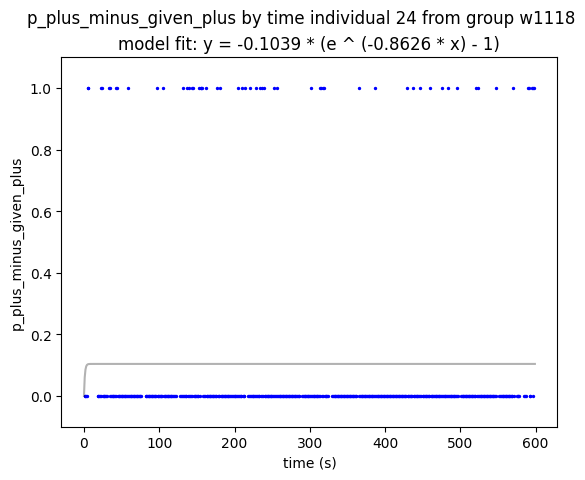 p_plus_minus_given_plus by time individual 24 from group w1118
model fit: y = -0.1039 * (e ^ (-0.8626 * x) - 1)
1.0
0.8
0.6
0.4
0.2
0.0
p_plus_minus_given_plus
0 100 200 300 400 500 600
time (s)